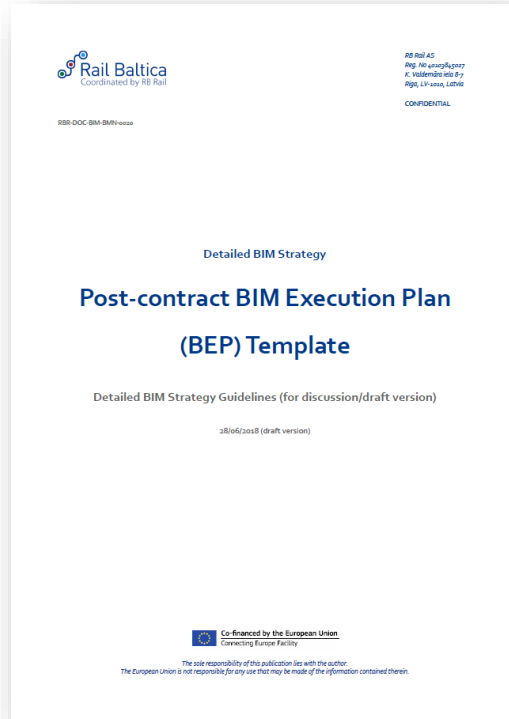 Rail Baltica
Coordinated by RB Rail
RB Rail AS
Reg. No 40103845027
K. Valdemāra iela 8-7
Riga, LV-1010, Latvia
CONFIDENTIAL
RBR-DOC-BIM-BMN-0020
Detailed BIM Strategy
Post-contract BIM Execution Plan
(BEP) Template
Detailed BIM Strategy Guidelines (for discussion/draft version)
28/06/2018 (draft version)
Co-financed by the European Union
Connecting Europe Facility
The sole responsibility of this publication lies with the author.
The European Union is not responsible for any use that may be made of the information contained therein.